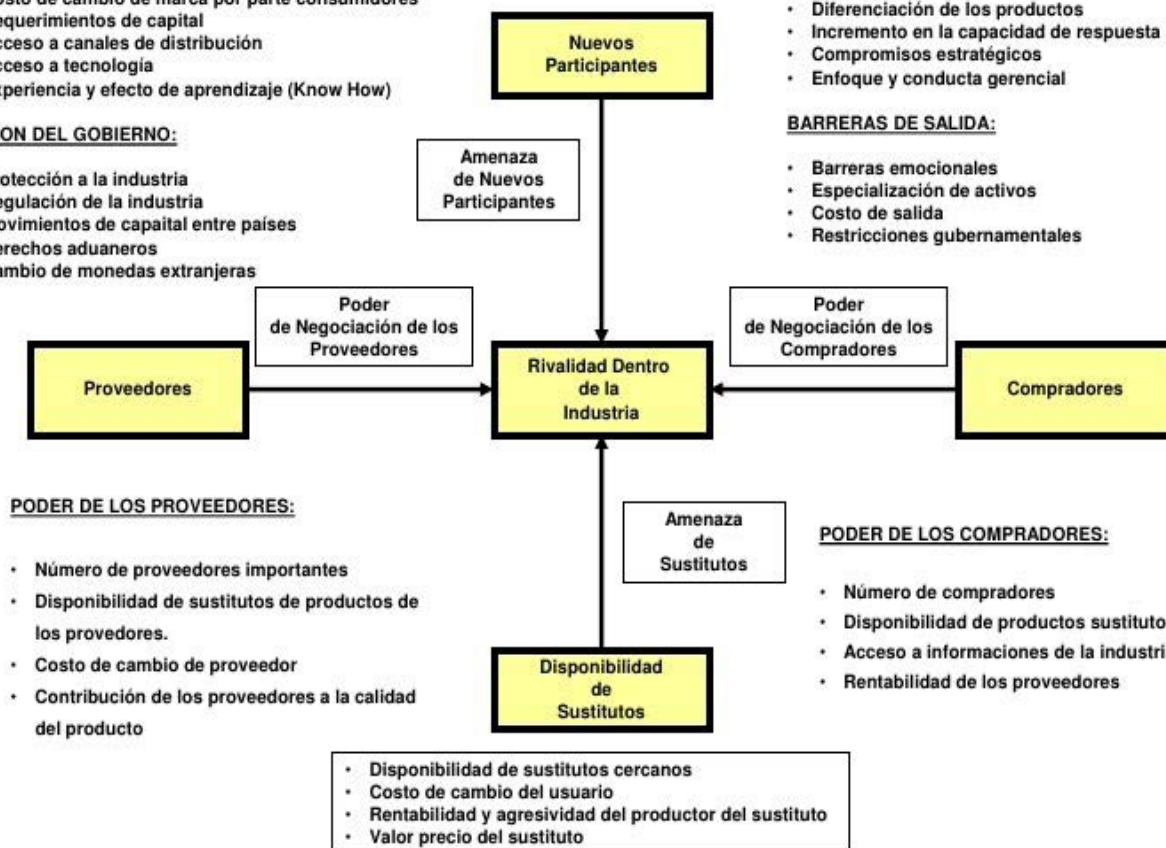 costo de cambio de marca por parte consumidores
equerimientos de capital
cceso a canales de distribución
cceso a tecnología
xperiencia y efecto de aprendizaje (Know How)
ON DEL GOBIERNO:
otección a la industria
egulación de la industria
ovimientos de capaital entre países
erechos aduaneros
ambio de monedas extranjeras
Nuevos
Participantes
Amenaza
de Nuevos
Participantes
• Diferenciación de los productos
• Incremento en la capacidad de respuesta
• Compromisos estratégicos
• Enfoque y conducta gerencial
BARRERAS DE SALIDA:
• Barreras emocionales
• Especialización de activos
• Costo de salida
• Restricciones gubernamentales
Poder
de Negociación de los
Proveedores
Poder
de Negociación de los
Compradores
Proveedores
Rivalidad Dentro
de la
Industria
Compradores
PODER DE LOS PROVEEDORES:
• Número de proveedores importantes
• Disponibilidad de sustitutos de productos de
los provedores.
• Costo de cambio de proveedor
• Contribución de los proveedores a la calidad
del producto
Amenaza
de
Sustitutos
PODER DE LOS COMPRADORES:
• Número de compradores
• Disponibilidad de productos sustituto
• Acceso a informaciones de la industri
• Rentabilidad de los proveedores
Disponibilidad
de
Sustitutos
• Disponibilidad de sustitutos cercanos
• Costo de cambio del usuario
• Rentabilidad y agresividad del productor del sustituto
• Valor precio del sustituto